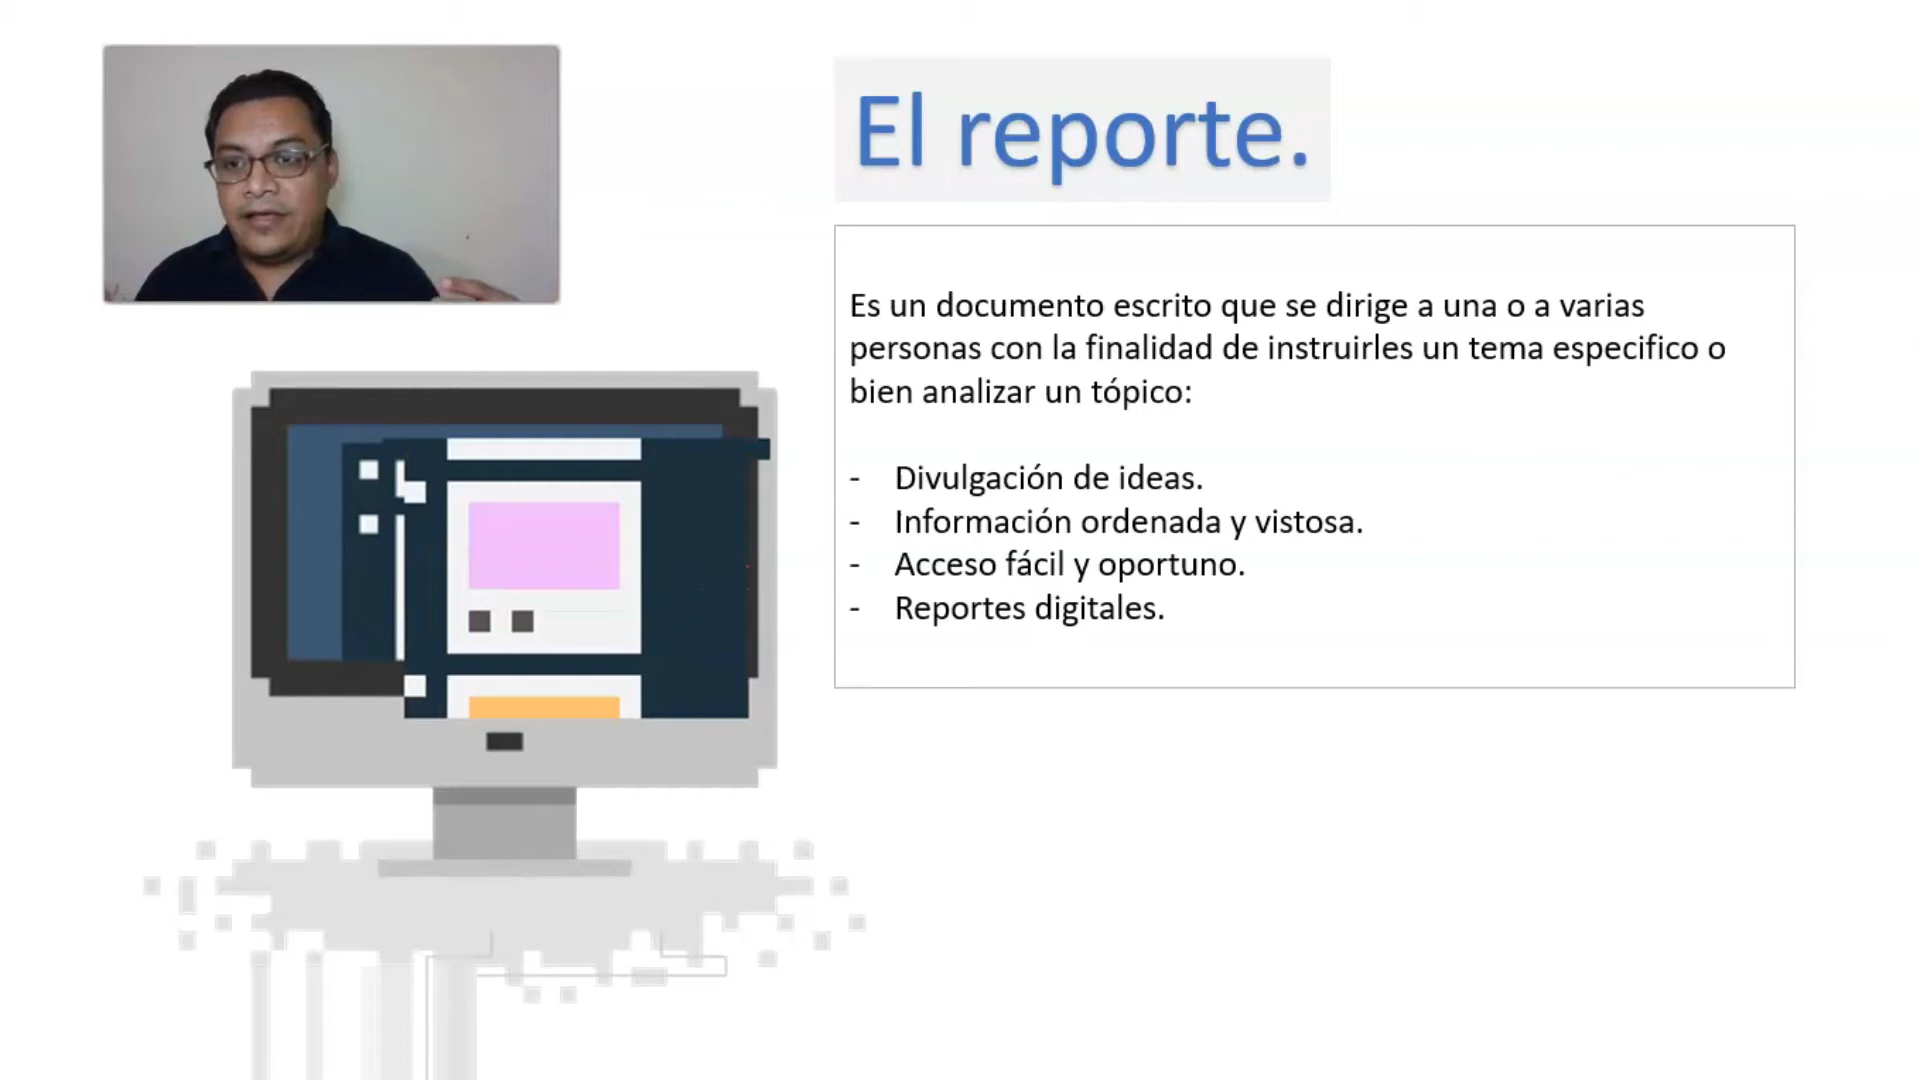 El reporte.
Es un documento escrito que se dirige a una o a varias
personas con la finalidad de instruirles un tema especifico o
bien analizar un tópico:
- Divulgación de ideas.
- Información ordenada y vistosa.
- Acceso fácil y oportuno.
- Reportes digitales.